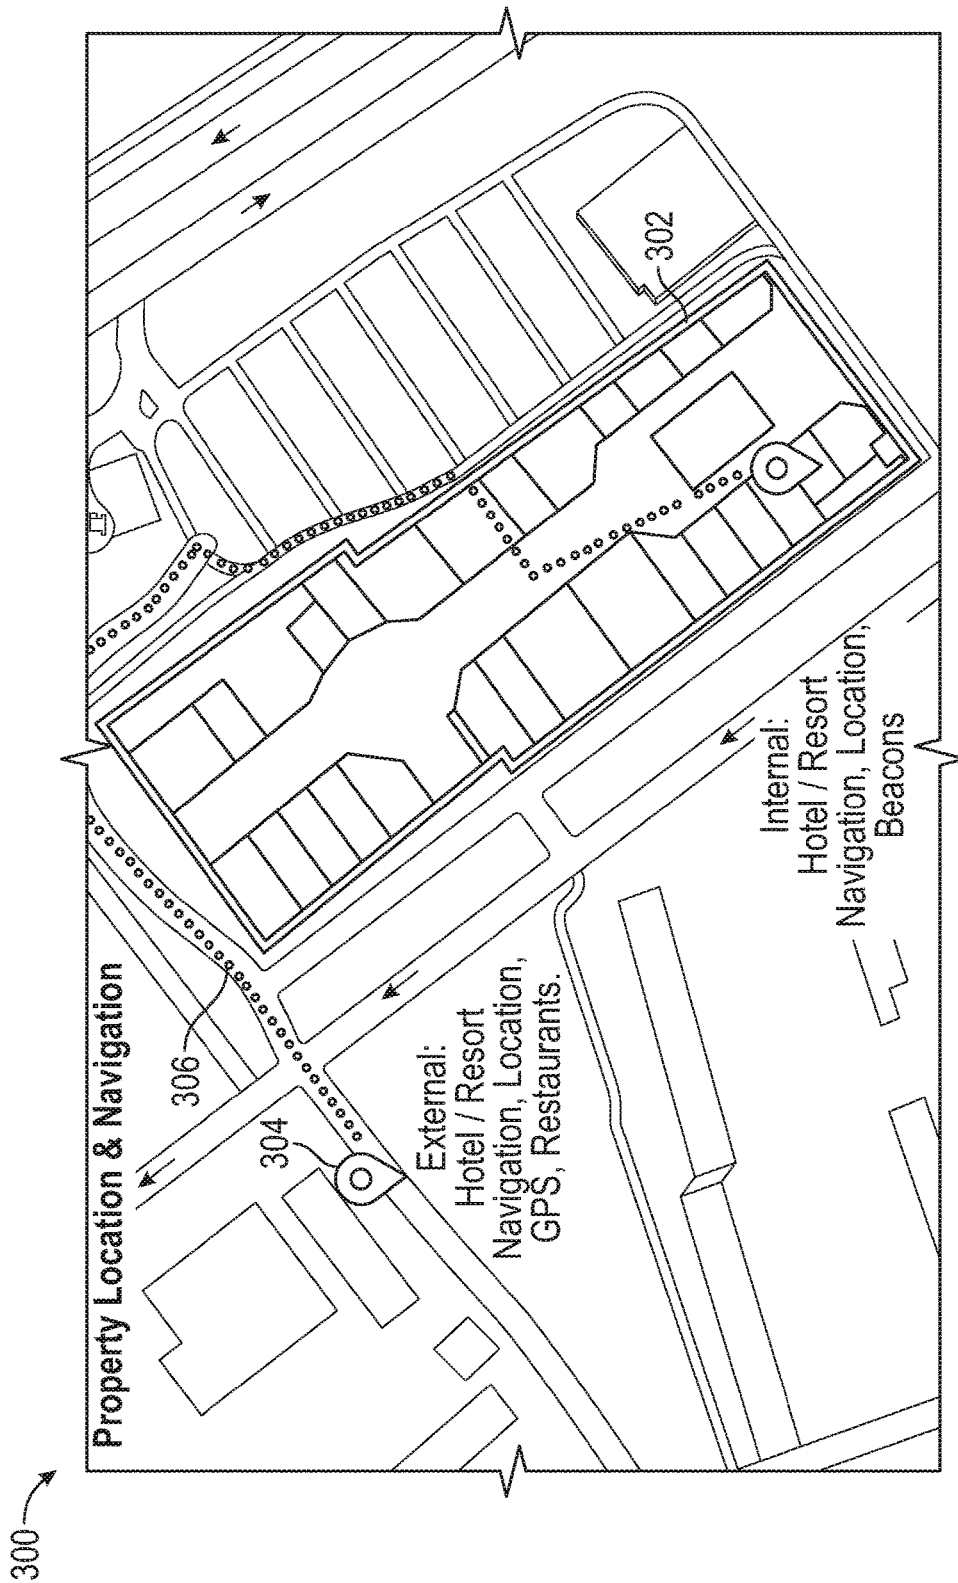 300
Property Location & Navigation
306
304
302
External:
Hotel / Resort
Navigation, Location,
GPS, Restaurants.
Internal:
Hotel / Resort
Navigation, Location,
Beacons